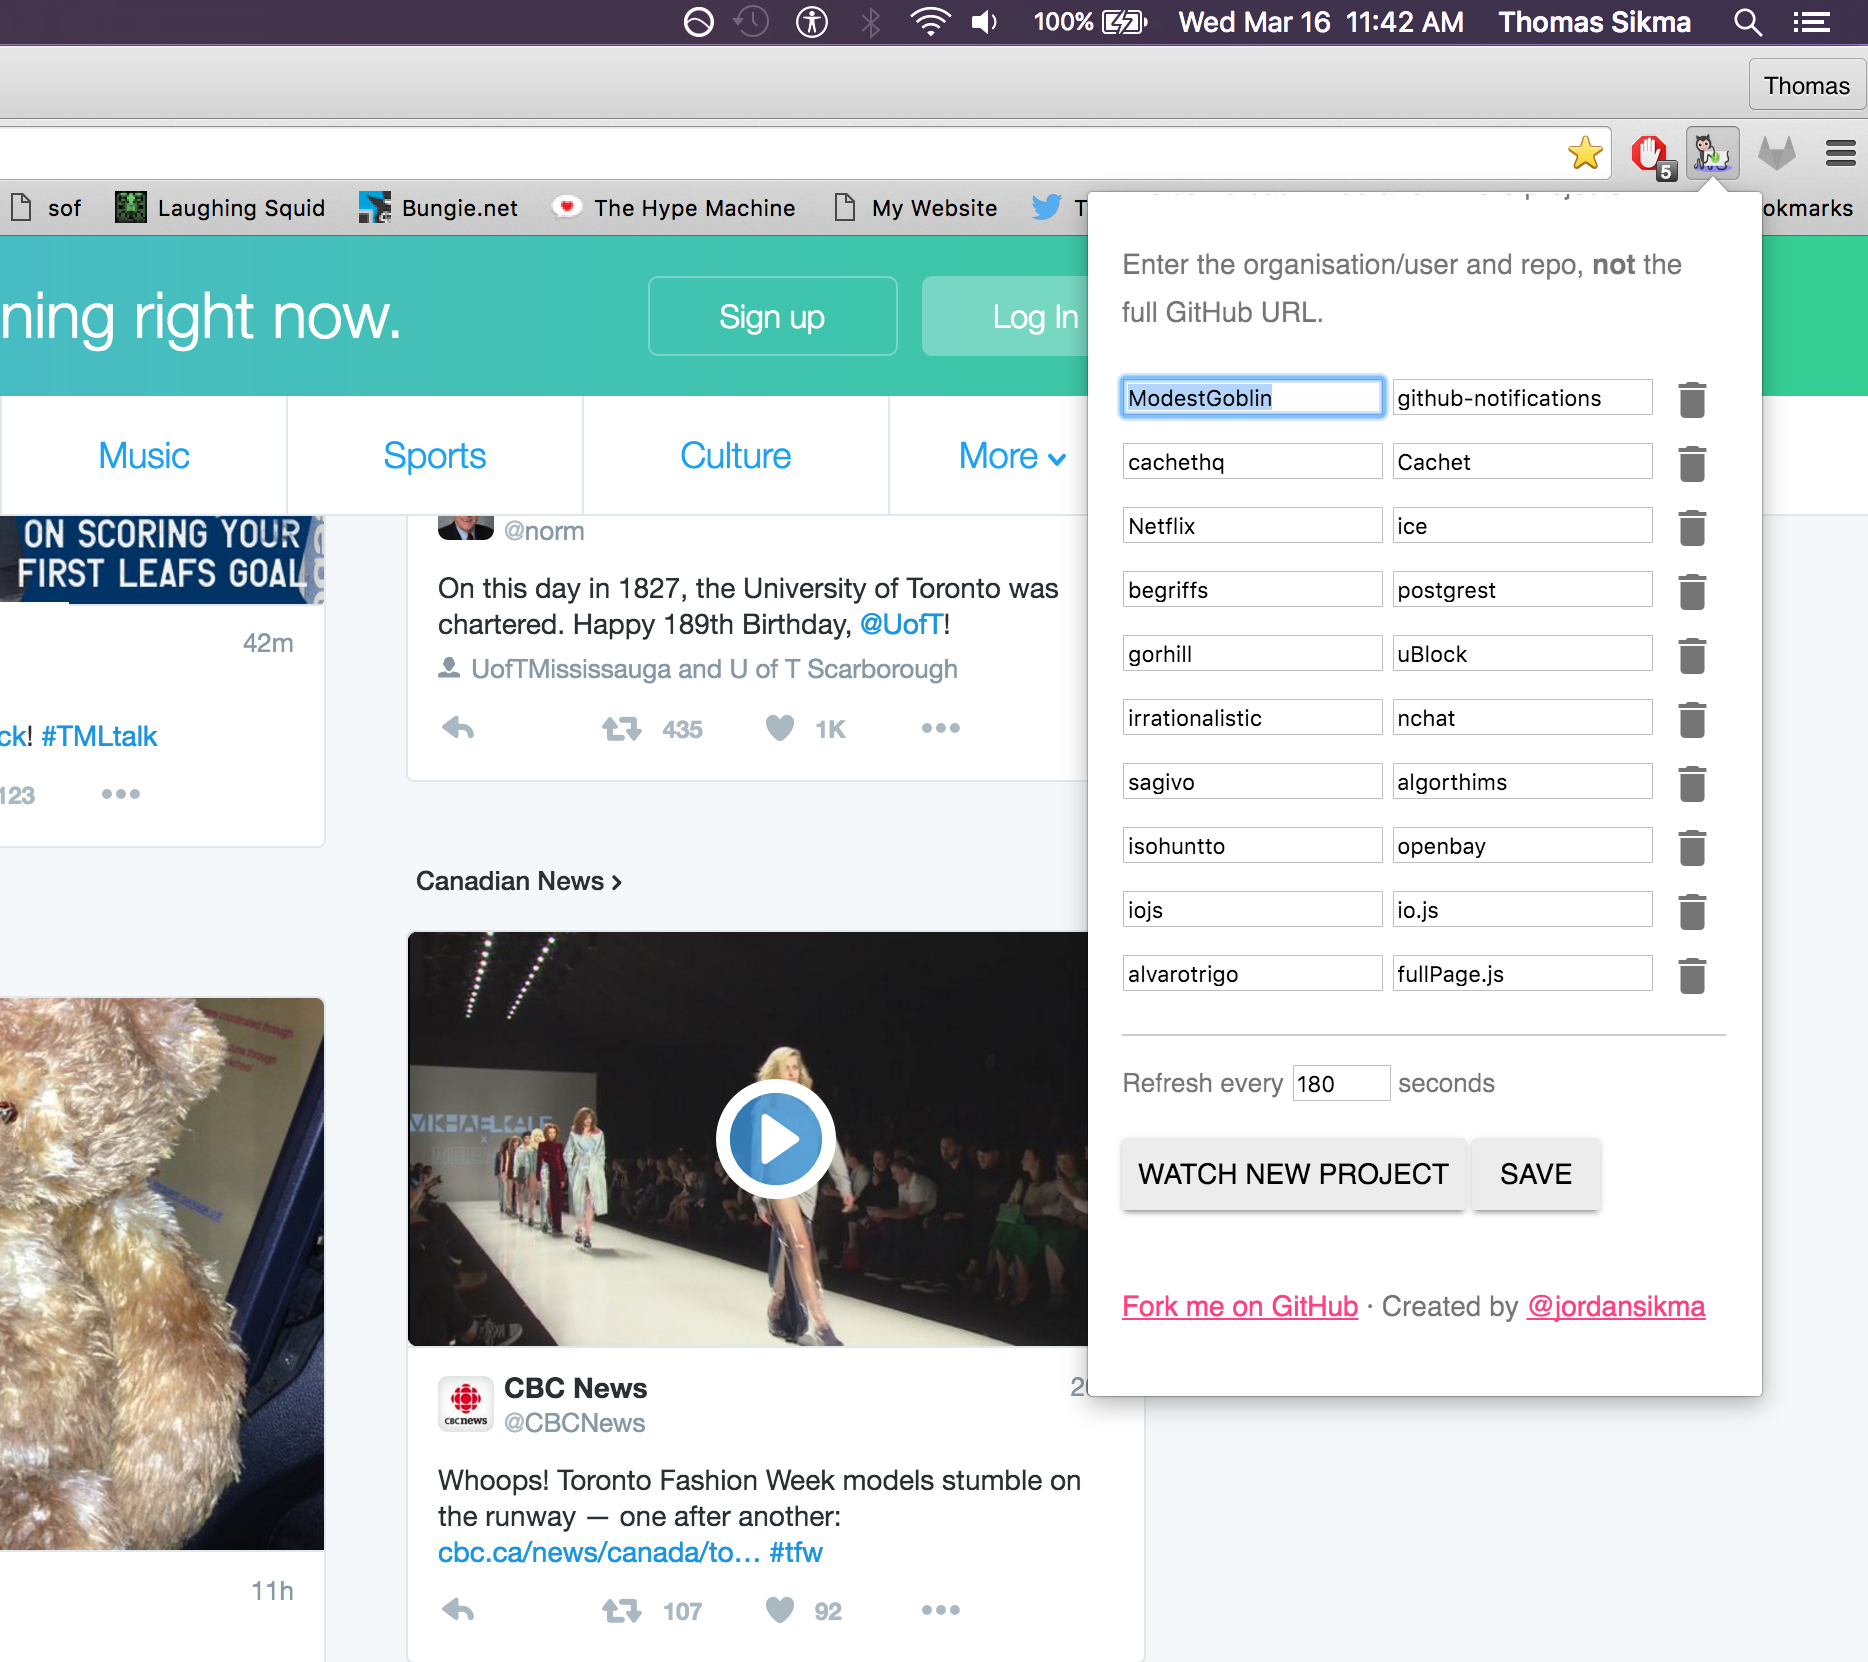 100% Wed Mar 16 11:42 AM Thomas Sikma
Thomas
5
sof Laughing Squid Bungie.net The Hype Machine My Website T okmarks
ning right now.
Sign up Log In
Music Sports Culture More
ON SCORING YOUR
FIRST LEAFS GOAL
42m
ck! #TMLtalk
123
11h
@norm
On this day in 1827, the University of Toronto was
chartered. Happy 189th Birthday, @UofT!
UofTMississauga and U of T Scarborough
435 1K
Canadian News
CBC News
@CBCNews
CBCnews
Whoops! Toronto Fashion Week models stumble on
the runway — one after another:
cbc.ca/news/canada/to… #tfw
107 92
Enter the organisation/user and repo, not the
full GitHub URL.
ModestGoblin github-notifications
cachethq Cachet
Netflix ice
begriffs postgrest
gorhill uBlock
irrationalistic nchat
sagivo algorthims
isohuntto openbay
iojs io.js
alvarotrigo fullPage.js
Refresh every 180 seconds
WATCH NEW PROJECT SAVE
Fork me on GitHub · Created by @jordansikma